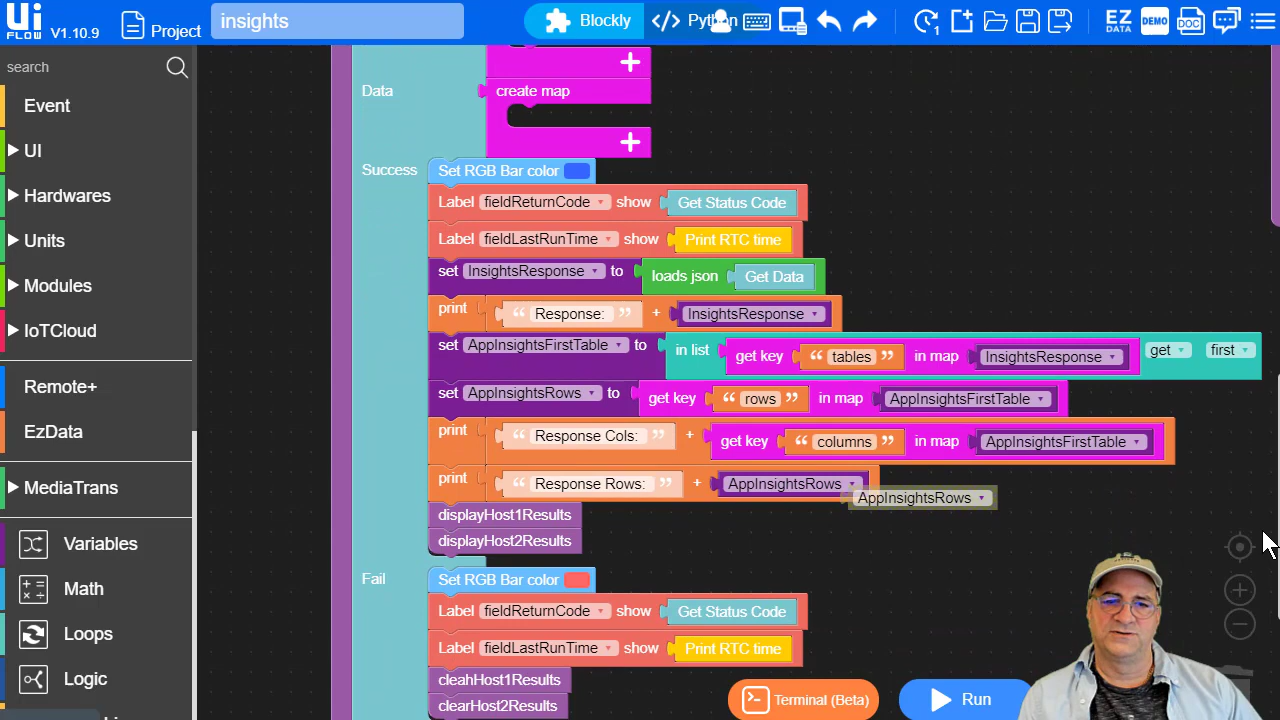 Ui
FLOW V1.10.9
Project
insights
Blockly
</> Python
EZ
DATA
DEMO
DOC
search
Event
UI
Hardwares
Units
Modules
IoTCloud
Remote+
EzData
MediaTrans
Variables
Math
Loops
Logic
Data create map
Success Set RGB Bar color
Label fieldReturnCode show Get Status Code
Label fieldLastRunTime show Print RTC time
set InsightsResponse to loads json Get Data
print “ Response: ” + InsightsResponse
set AppInsightsFirstTable to in list get key “ tables ” in map InsightsResponse get first
set AppInsightsRows to get key “ rows ” in map AppInsightsFirstTable
print “ Response Cols: ” + get key “ columns ” in map AppInsightsFirstTable
print “ Response Rows: ” + AppInsightsRows
AppInsightsRows
displayHost1Results
displayHost2Results
Fail Set RGB Bar color
Label fieldReturnCode show Get Status Code
Label fieldLastRunTime show Print RTC time
cleahHost1Results
clearHost2Results
Terminal (Beta)
Run